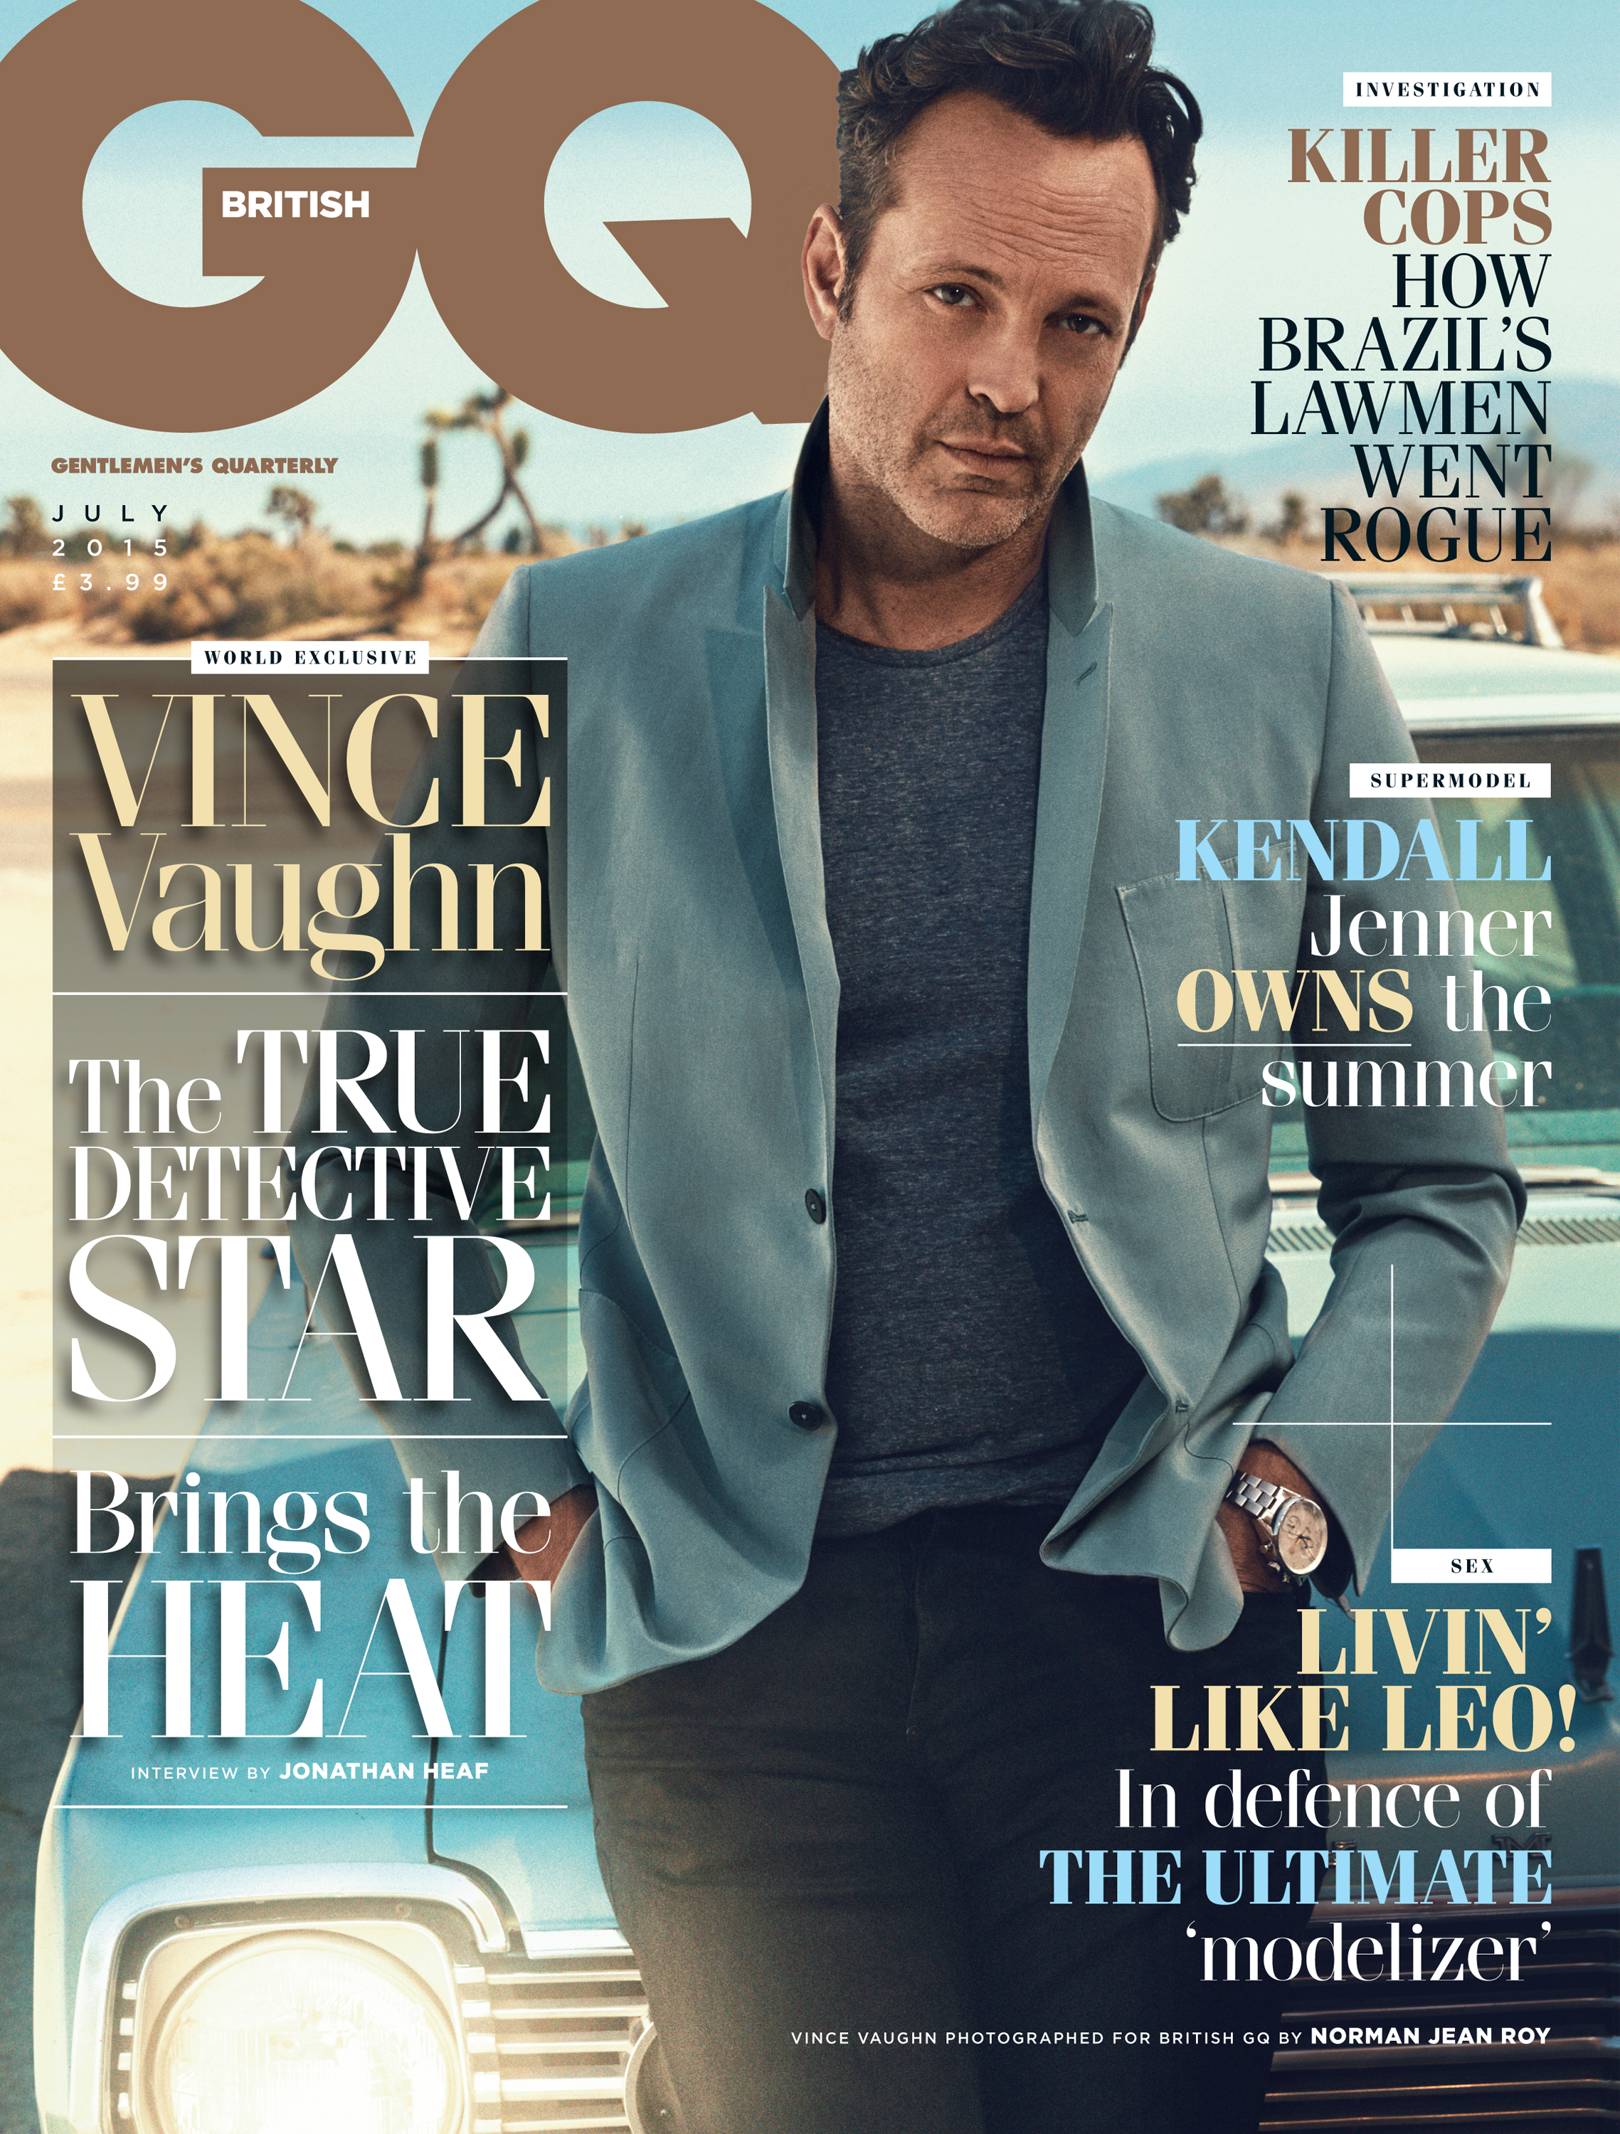 GQ
BRITISH
GENTLEMEN'S QUARTERLY
JULY
2015
£3.99
WORLD EXCLUSIVE
VINCE
Vaughn
The TRUE
DETECTIVE
STAR
Brings the
HEAT
INTERVIEW BY JONATHAN HEAF
INVESTIGATION
KILLER
COPS
HOW
BRAZIL'S
LAWMEN
WENT
ROGUE
SUPERMODEL
KENDALL
Jenner
OWNS the
summer
SEX
LIVIN'
LIKE LEO!
In defence of
THE ULTIMATE
‘modelizer’
VINCE VAUGHN PHOTOGRAPHED FOR BRITISH GQ BY NORMAN JEAN ROY